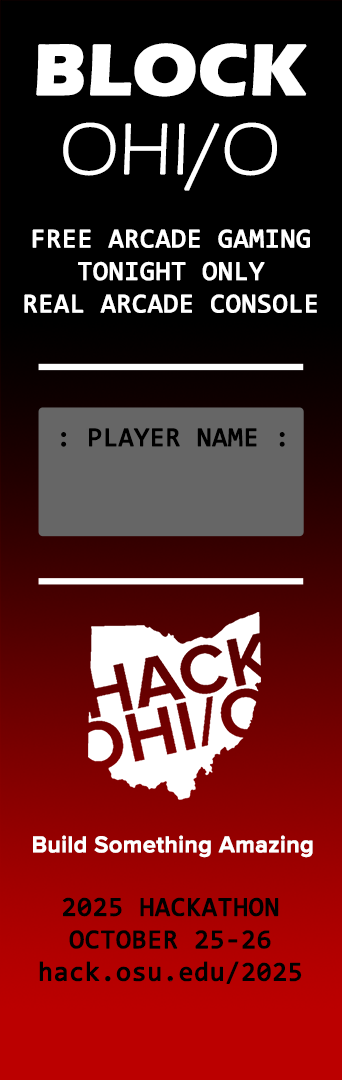 BLOCK
OHI/O
FREE ARCADE GAMING
TONIGHT ONLY
REAL ARCADE CONSOLE
: PLAYER NAME :
HACK
OHI/O
Build Something Amazing
2025 HACKATHON
OCTOBER 25-26
hack.osu.edu/2025